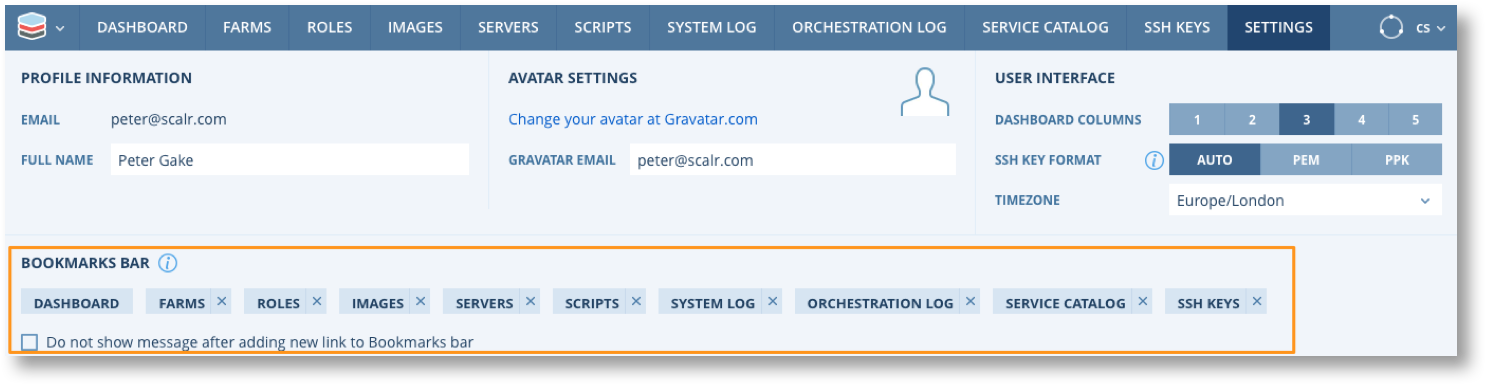 DASHBOARD FARMS ROLES IMAGES SERVERS SCRIPTS SYSTEM LOG ORCHESTRATION LOG SERVICE CATALOG SSH KEYS SETTINGS cs
PROFILE INFORMATION
EMAIL peter@scalr.com
FULL NAME Peter Gake
AVATAR SETTINGS
Change your avatar at Gravatar.com
GRAVATAR EMAIL peter@scalr.com
USER INTERFACE
DASHBOARD COLUMNS 1 2 3 4 5
SSH KEY FORMAT i AUTO PEM PPK
TIMEZONE Europe/London
BOOKMARKS BAR i
DASHBOARD FARMS × ROLES × IMAGES × SERVERS × SCRIPTS × SYSTEM LOG × ORCHESTRATION LOG × SERVICE CATALOG × SSH KEYS ×
Do not show message after adding new link to Bookmarks bar